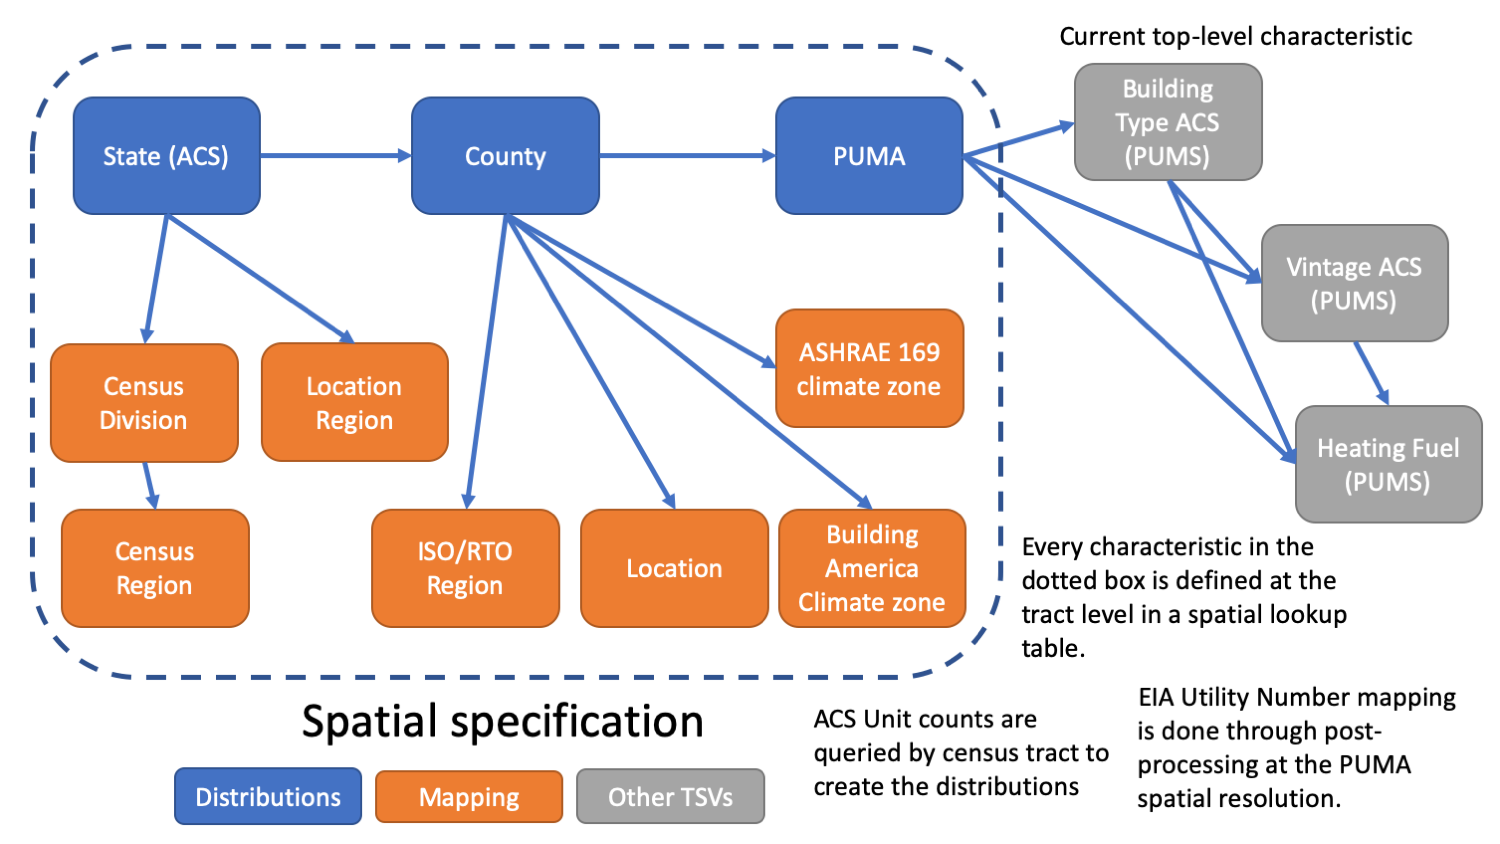 Current top-level characteristic
Building
Type ACS
(PUMS)
State (ACS)
County
PUMA
Vintage ACS
(PUMS)
ASHRAE 169
climate zone
Census
Division
Location
Region
Heating Fuel
(PUMS)
Census
Region
ISO/RTO
Region
Location
Building
America
Climate zone
Every characteristic in the
dotted box is defined at the
tract level in a spatial lookup
table.
Spatial specification
ACS Unit counts are
queried by census tract to
create the distributions
EIA Utility Number mapping
is done through post-
processing at the PUMA
spatial resolution.
Distributions
Mapping
Other TSVs